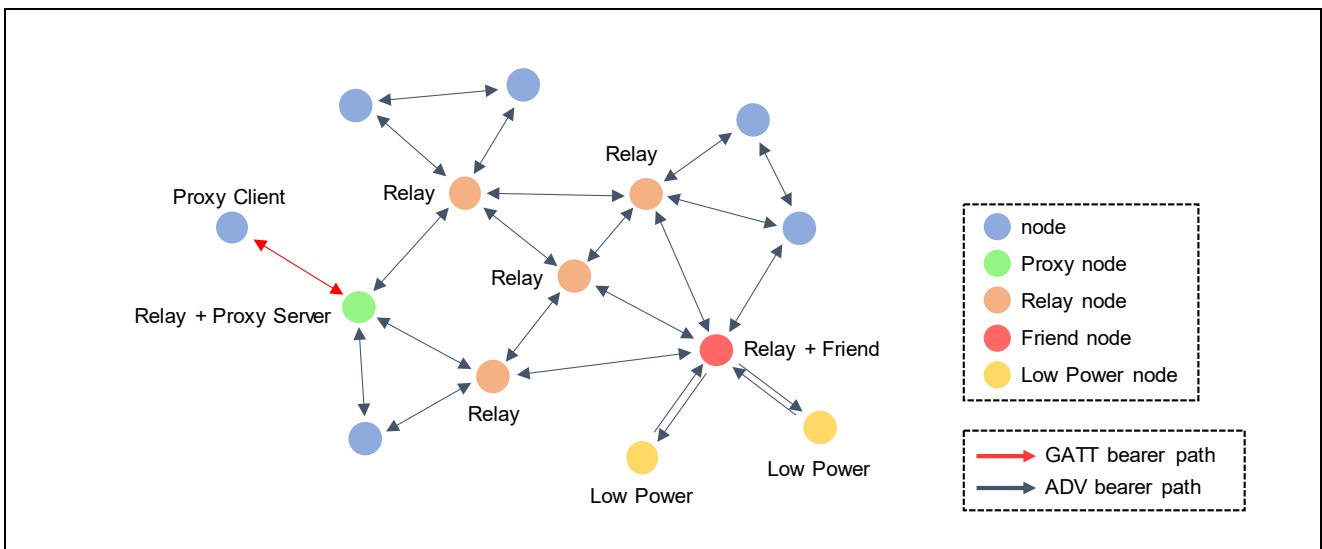 Relay
Relay
Proxy Client
Relay
Relay + Proxy Server
Relay + Friend
Relay
Low Power
Low Power
node
Proxy node
Relay node
Friend node
Low Power node
GATT bearer path
ADV bearer path